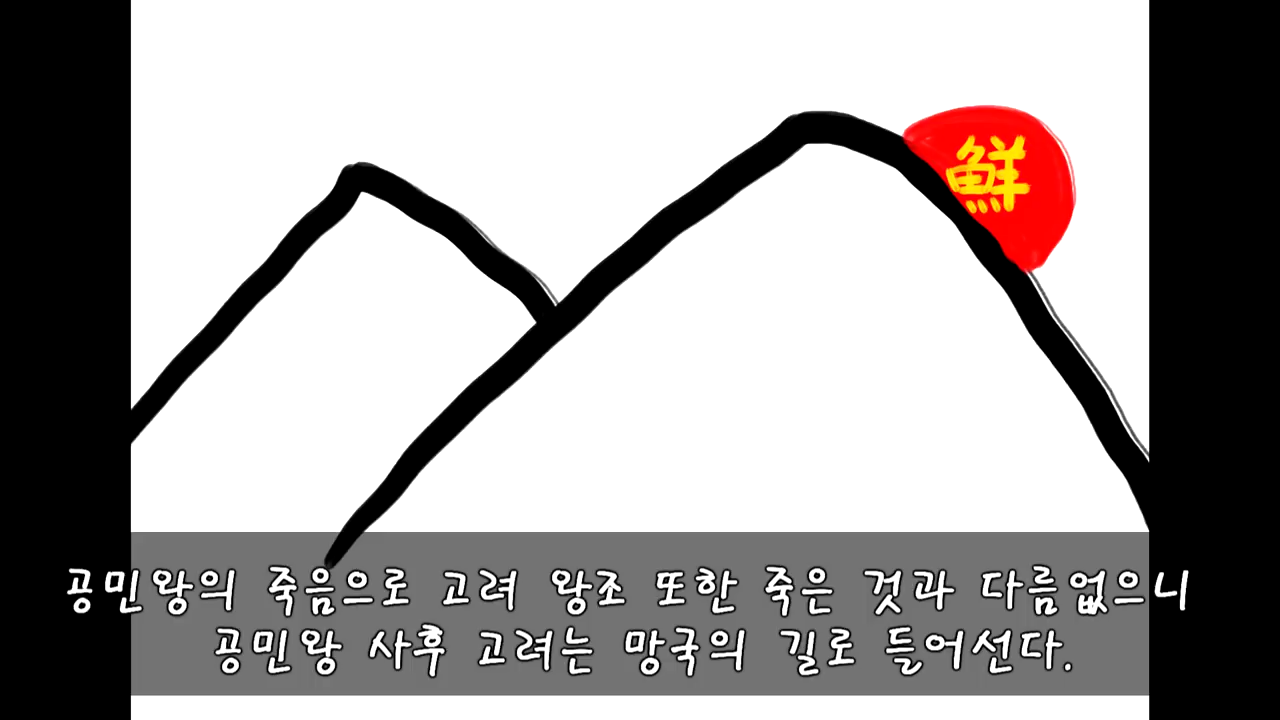 鮮
공민왕의 죽음으로 고려 왕조 또한 죽은 것과 다름없으니
공민왕 사후 고려는 망국의 길로 들어선다.